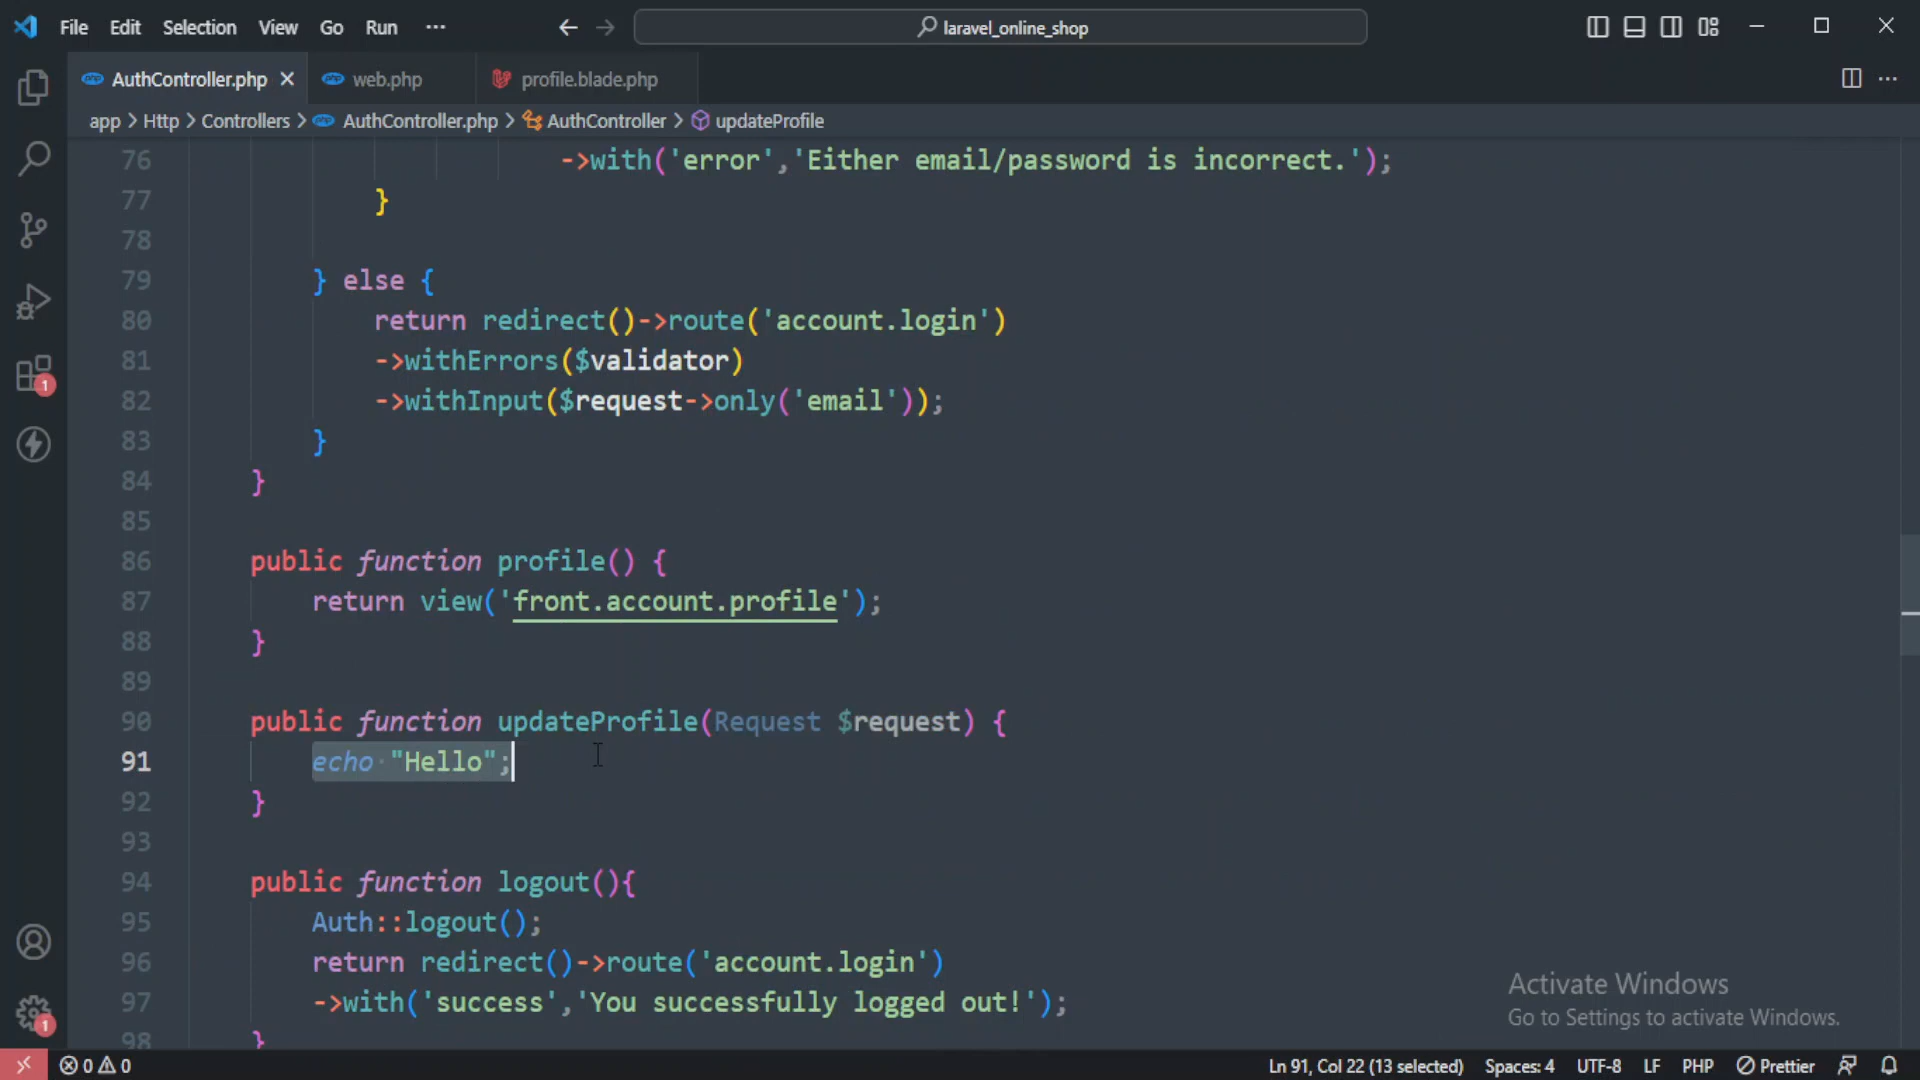 File Edit Selection View Go Run ··· laravel_online_shop
AuthController.php web.php profile.blade.php
app > Http > Controllers > AuthController.php > AuthController > updateProfile
76 ->with('error','Either email/password is incorrect.');
77 }
78
79 } else {
80 return redirect()->route('account.login')
81 ->withErrors($validator)
82 ->withInput($request->only('email'));
83 }
84 }
85
86 public function profile() {
87 return view('front.account.profile');
88 }
89
90 public function updateProfile(Request $request) {
91 echo "Hello";
92 }
93
94 public function logout(){
95 Auth::logout();
96 return redirect()->route('account.login')
97 ->with('success','You successfully logged out!');
98 }
1
1
Activate Windows
Go to Settings to activate Windows.
0 0 Ln 91, Col 22 (13 selected) Spaces: 4 UTF-8 LF PHP Prettier